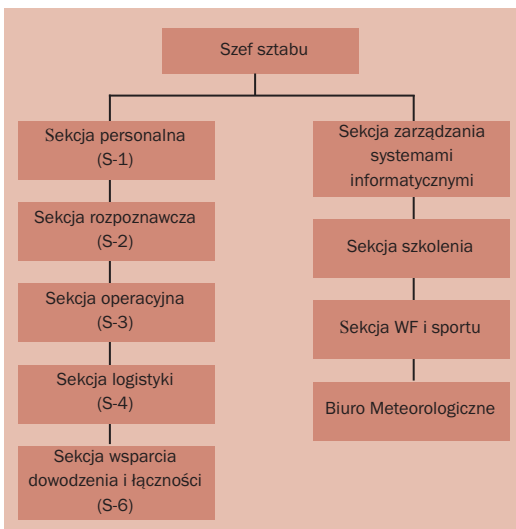 Szef sztabu
Sekcja personalna
(S-1)
Sekcja rozpoznawcza
(S-2)
Sekcja operacyjna
(S-3)
Sekcja logistyki
(S-4)
Sekcja wsparcia
dowodzenia i łączności
(S-6)
Sekcja zarządzania
systemami
informatycznymi
Sekcja szkolenia
Sekcja WF i sportu
Biuro Meteorologiczne